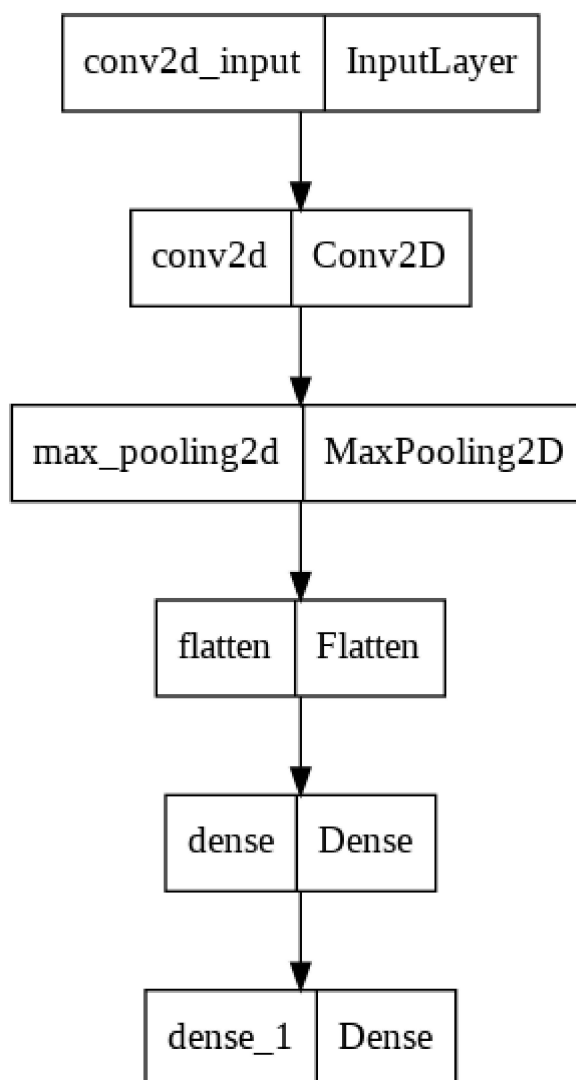 conv2d_input InputLayer
conv2d Conv2D
max_pooling2d MaxPooling2D
flatten Flatten
dense Dense
dense_1 Dense